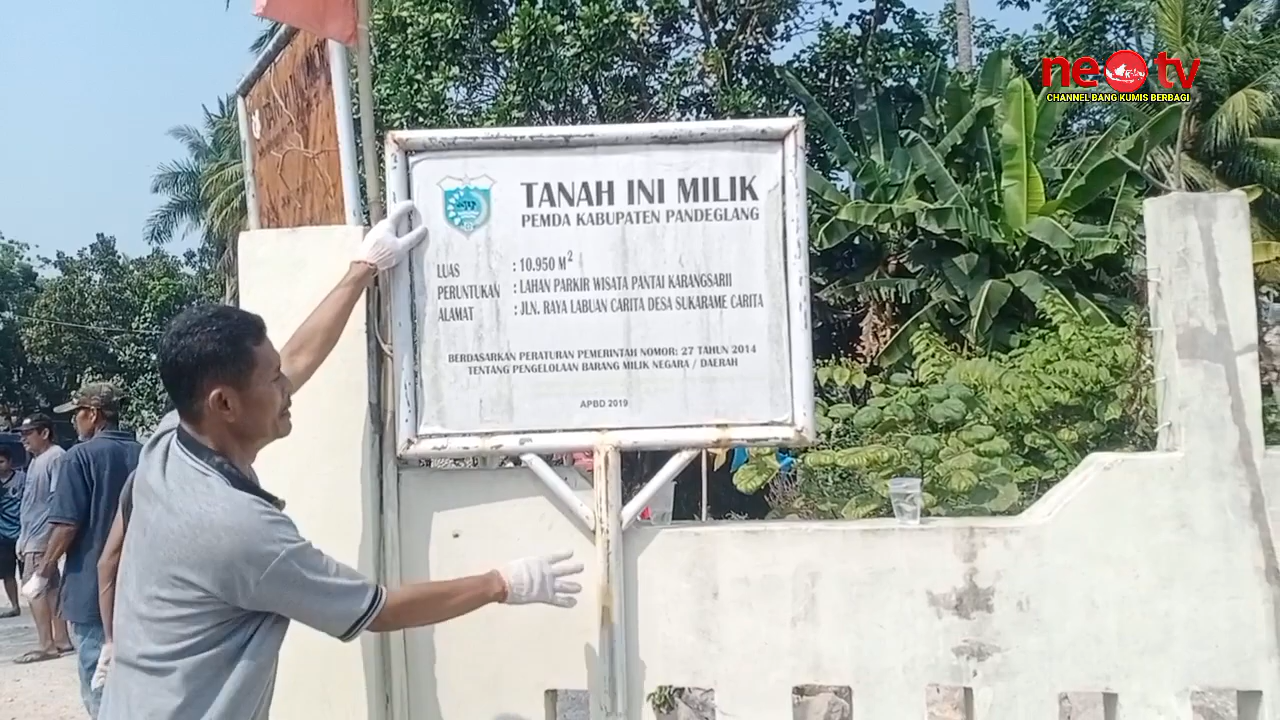 neotv
CHANNEL BANG KUMIS BERBAGI
TANAH INI MILIK
PEMDA KABUPATEN PANDEGLANG
LUAS : 10.950 M²
PERUNTUKAN : LAHAN PARKIR WISATA PANTAI KARANGSARII
ALAMAT : JLN. RAYA LABUAN CARITA DESA SUKARAME CARITA
BERDASARKAN PERATURAN PEMERINTAH NOMOR: 27 TAHUN 2014
TENTANG PENGELOLAAN BARANG MILIK NEGARA / DAERAH
APBD 2019